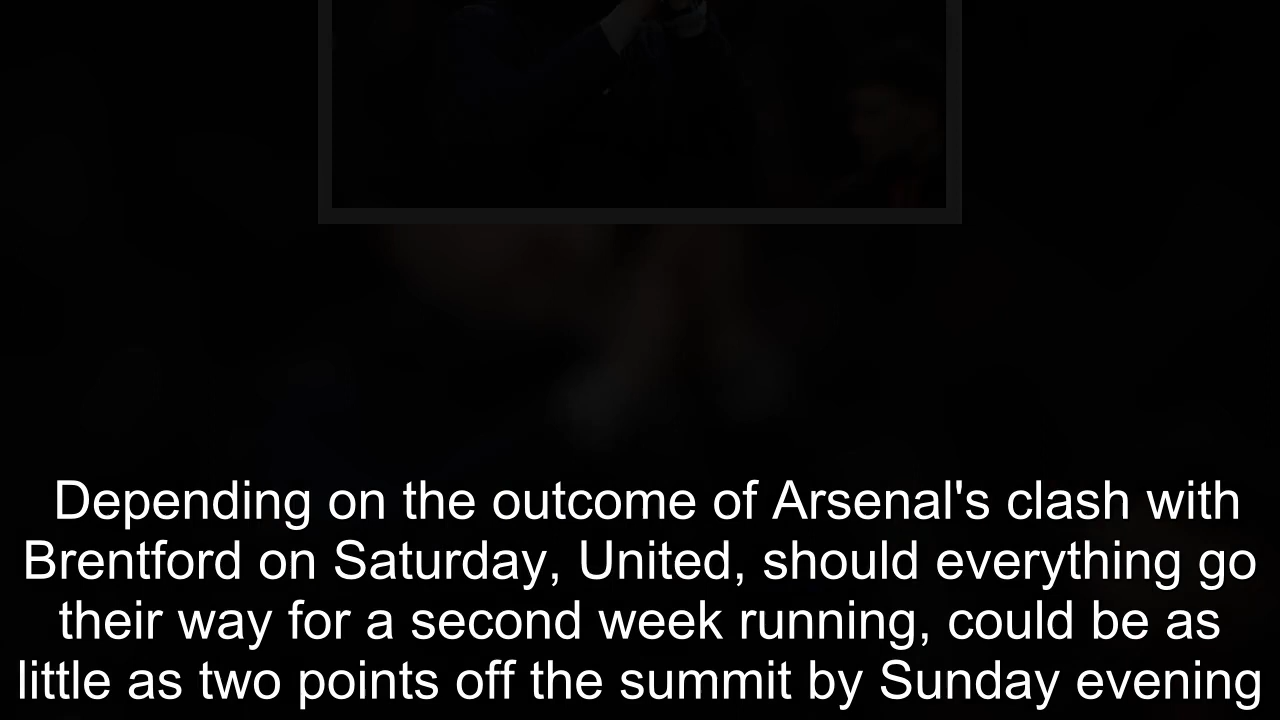 Depending on the outcome of Arsenal's clash with
Brentford on Saturday, United, should everything go
their way for a second week running, could be as
little as two points off the summit by Sunday evening